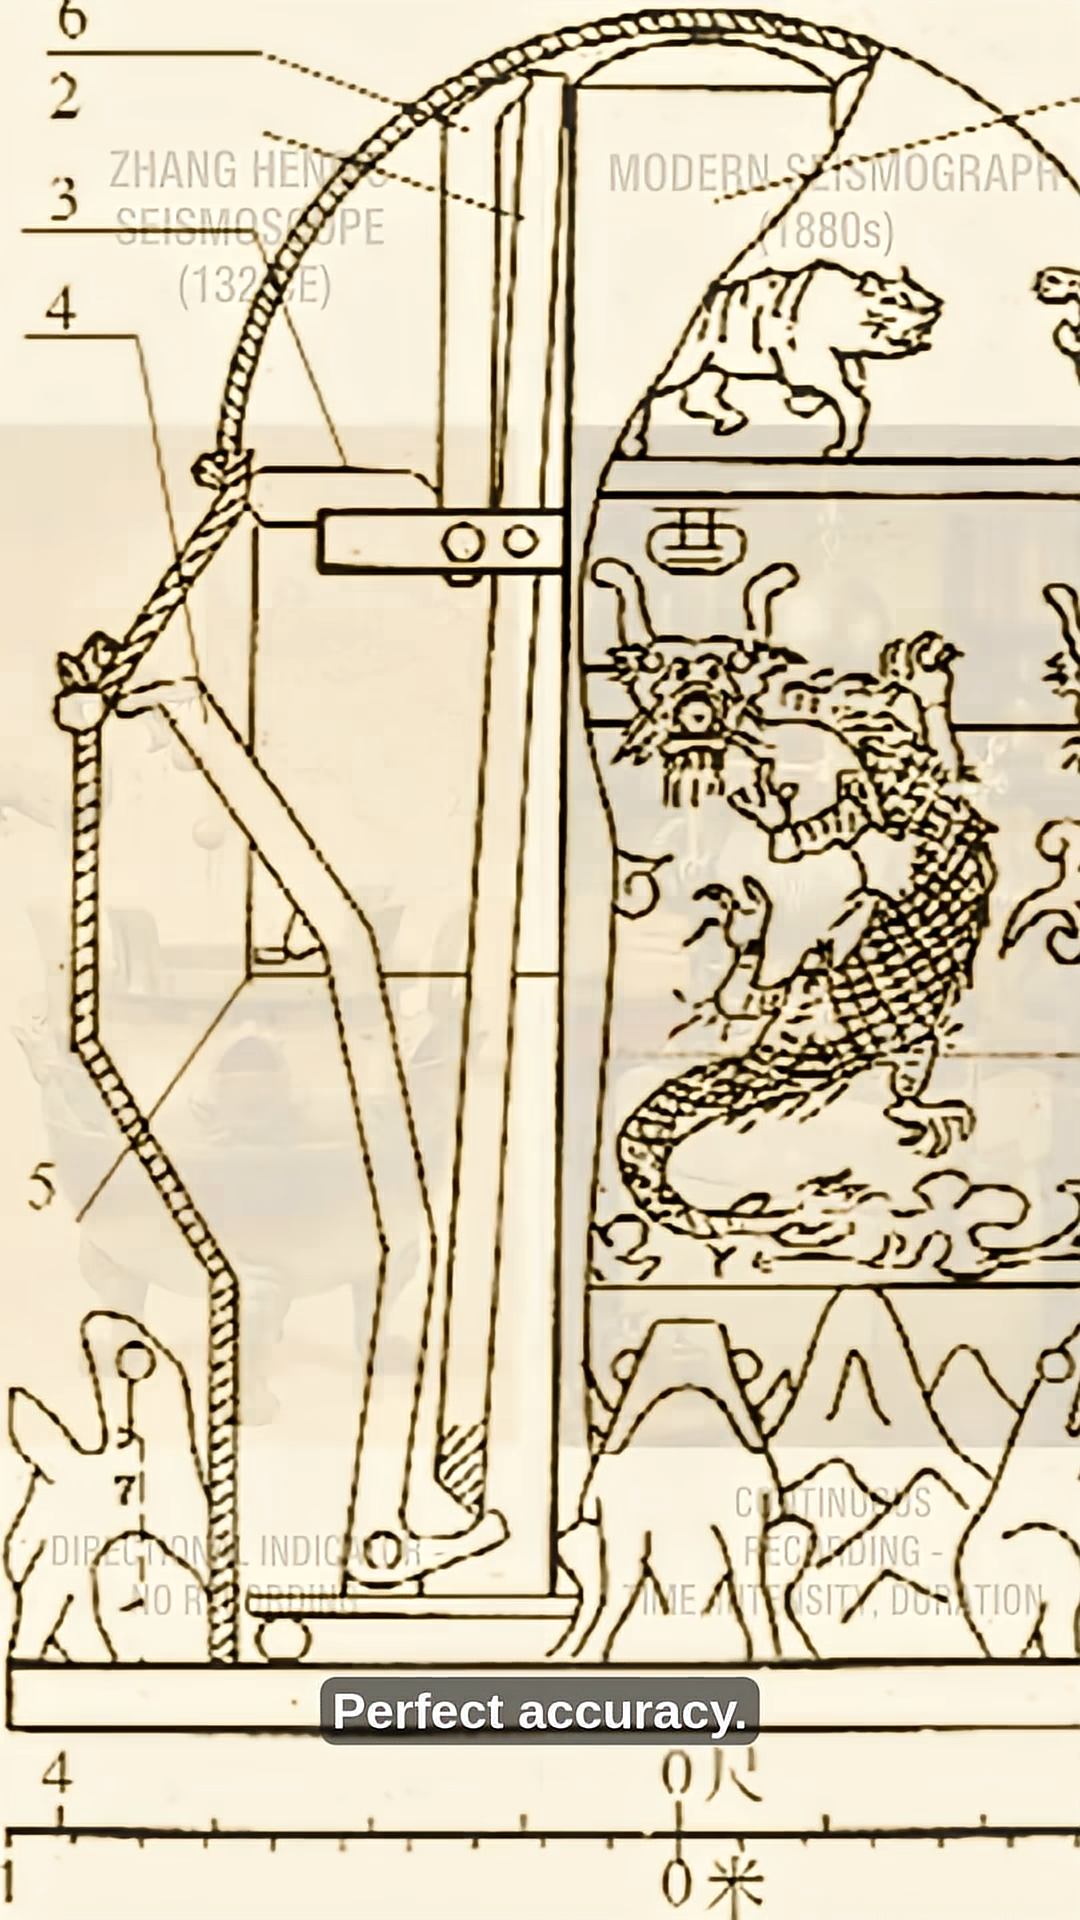 6
2
ZHANG HENG'S
SEISMOSCOPE
(132 CE)
MODERN SEISMOGRAPH
(1880s)
3
4
5
7
DIRECTIONAL INDICATOR -
NO RECORDING
CONTINUOUS
RECORDING -
TIME, INTENSITY, DURATION
Perfect accuracy.
4
0尺
1
0米